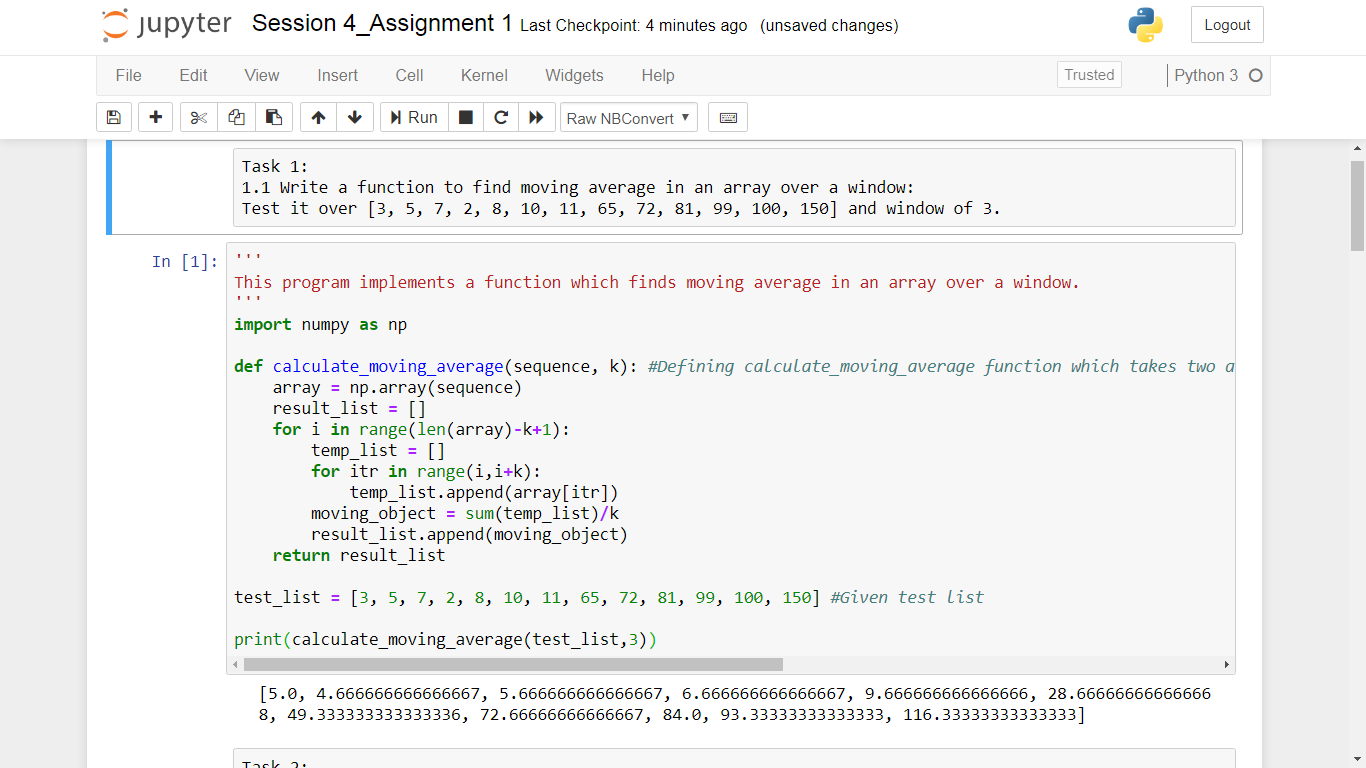 jupyter Session 4_Assignment 1 Last Checkpoint: 4 minutes ago (unsaved changes) Logout
File Edit View Insert Cell Kernel Widgets Help Trusted Python 3
Run Raw NBConvert
Task 1:
1.1 Write a function to find moving average in an array over a window:
Test it over [3, 5, 7, 2, 8, 10, 11, 65, 72, 81, 99, 100, 150] and window of 3.
In [1]: '''
This program implements a function which finds moving average in an array over a window.
'''
import numpy as np
def calculate_moving_average(sequence, k): #Defining calculate_moving_average function which takes two a
    array = np.array(sequence)
    result_list = []
    for i in range(len(array)-k+1):
        temp_list = []
        for itr in range(i,i+k):
            temp_list.append(array[itr])
        moving_object = sum(temp_list)/k
        result_list.append(moving_object)
    return result_list
test_list = [3, 5, 7, 2, 8, 10, 11, 65, 72, 81, 99, 100, 150] #Given test list
print(calculate_moving_average(test_list,3))
[5.0, 4.666666666666667, 5.666666666666667, 6.666666666666667, 9.666666666666666, 28.66666666666666
8, 49.333333333333336, 72.66666666666667, 84.0, 93.33333333333333, 116.33333333333333]
Task 2: